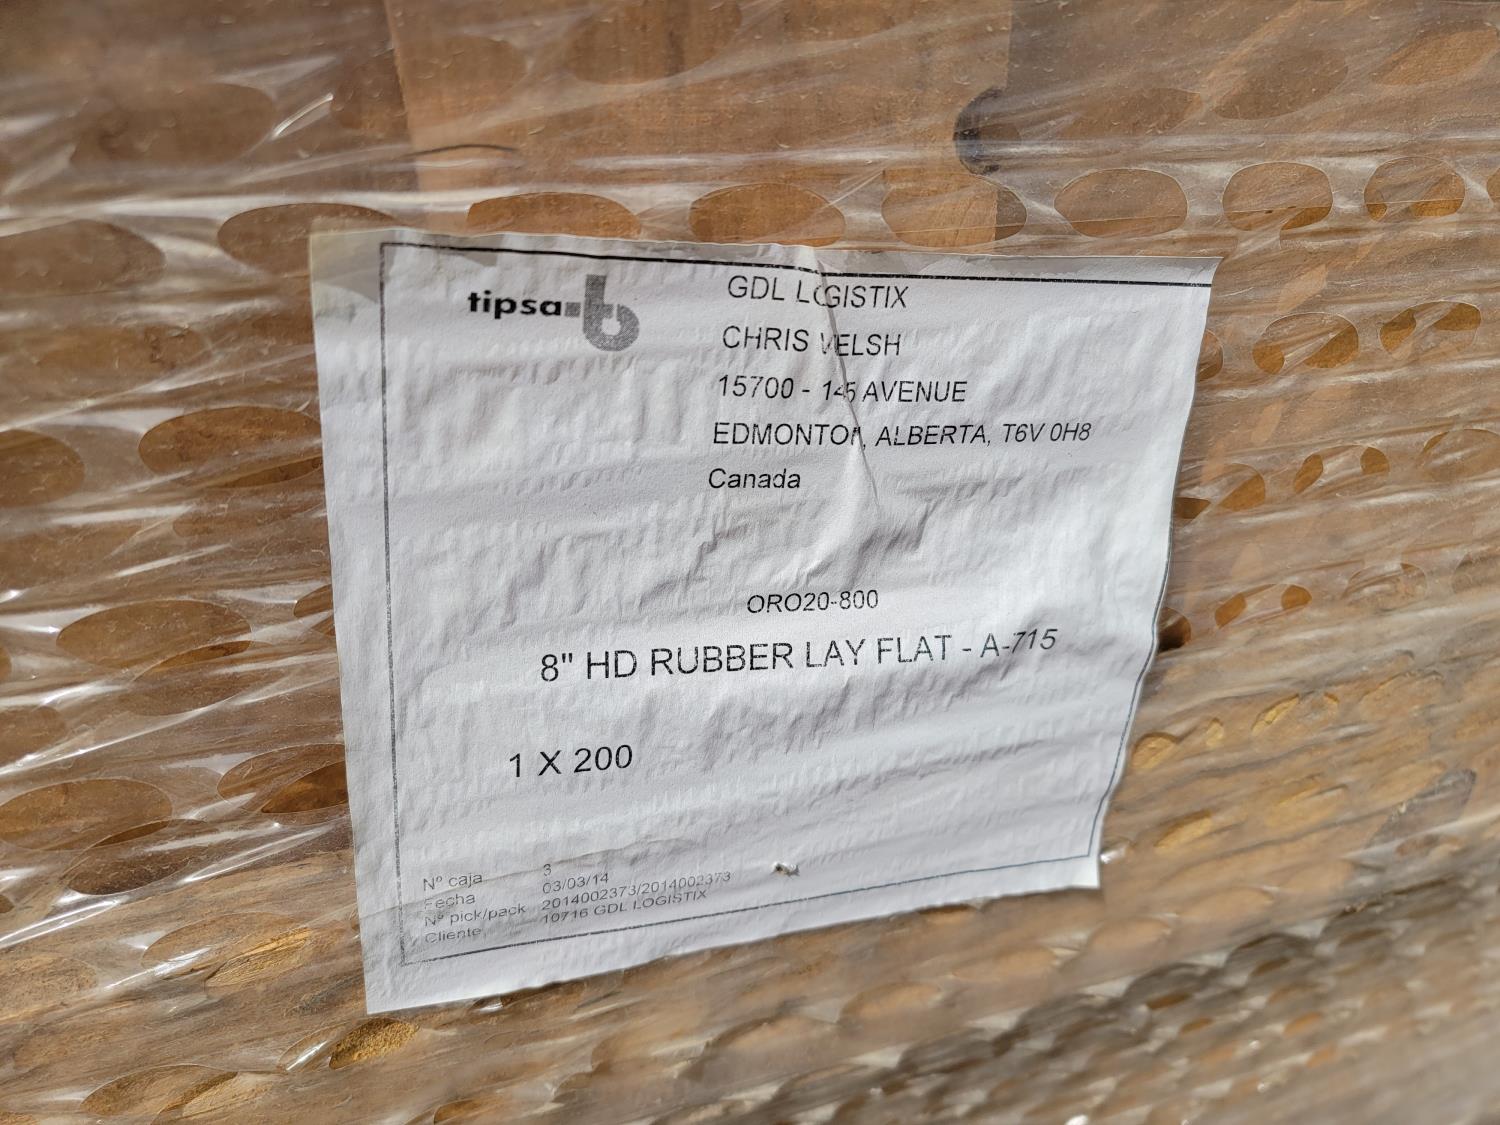 tipsa
GDL LOGISTIX
CHRIS VELSH
15700 - 145 AVENUE
EDMONTON, ALBERTA, T6V 0H8
Canada
ORO20-800
8" HD RUBBER LAY FLAT - A-715
1 X 200
Nº caja 3
Fecha 03/03/14
Nº pick/pack 2014002373/2014002373
Cliente 10716 GDL LOGISTIX